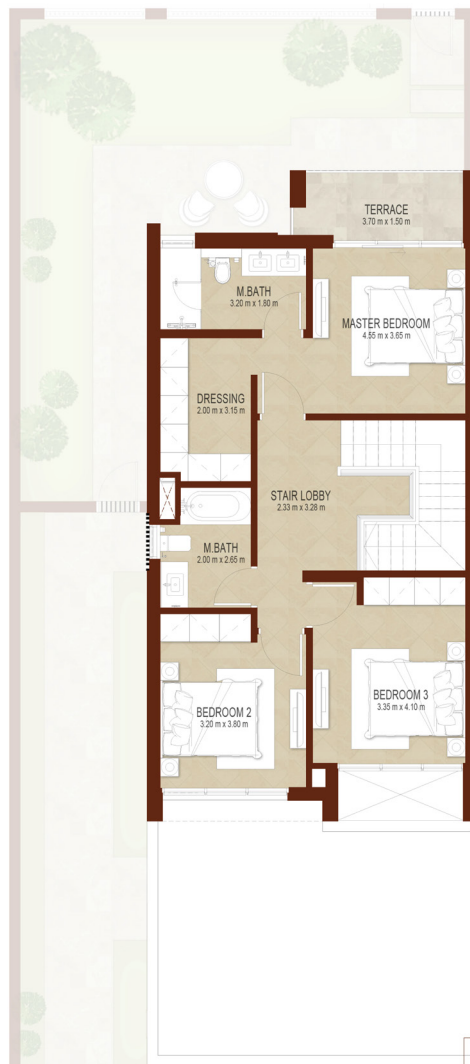 TERRACE
3.70 m x 1.50 m
M.BATH
3.20 m x 1.80 m
MASTER BEDROOM
4.55 m x 3.65 m
DRESSING
2.00 m x 3.15 m
STAIR LOBBY
2.33 m x 3.28 m
M.BATH
2.00 m x 2.65 m
BEDROOM 2
3.20 m x 3.80 m
BEDROOM 3
3.35 m x 4.10 m